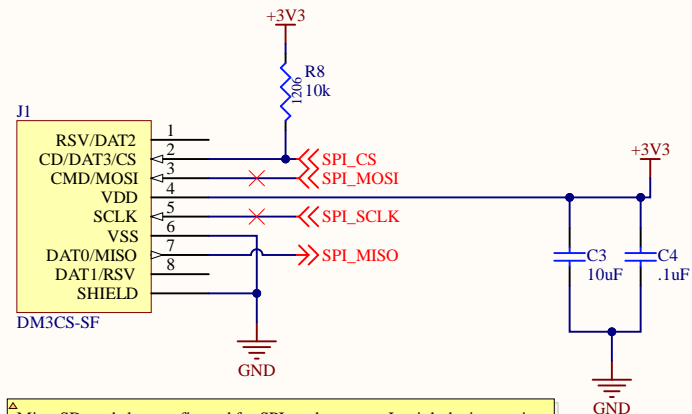 +3V3
R8
10k
1206
J1
RSV/DAT2 1
CD/DAT3/CS 2 SPI_CS
CMD/MOSI 3 SPI_MOSI
VDD 4
SCLK 5 SPI_SCLK
VSS 6
DAT0/MISO 7 SPI_MISO
DAT1/RSV 8
SHIELD
DM3CS-SF
GND
+3V3
C3
10uF
C4
.1uF
GND